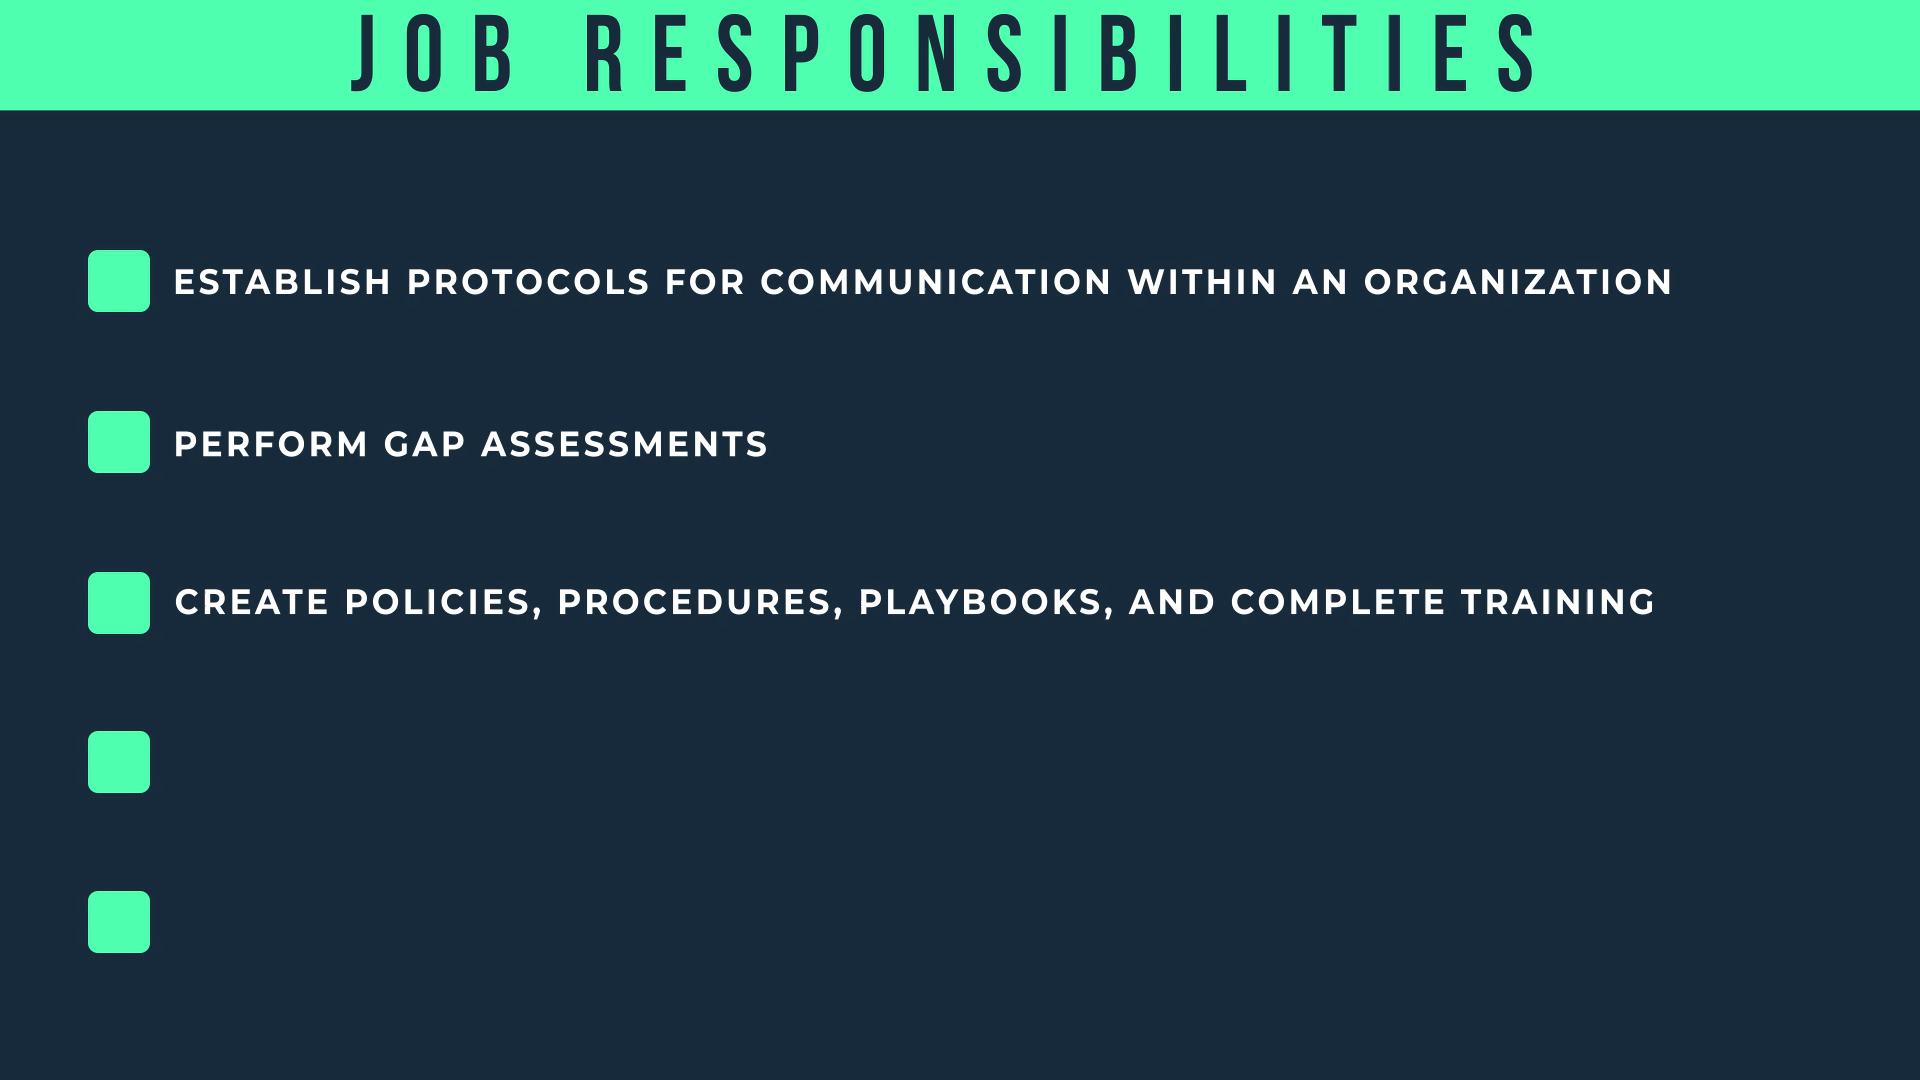 JOB RESPONSIBILITIES
ESTABLISH PROTOCOLS FOR COMMUNICATION WITHIN AN ORGANIZATION
PERFORM GAP ASSESSMENTS
CREATE POLICIES, PROCEDURES, PLAYBOOKS, AND COMPLETE TRAINING